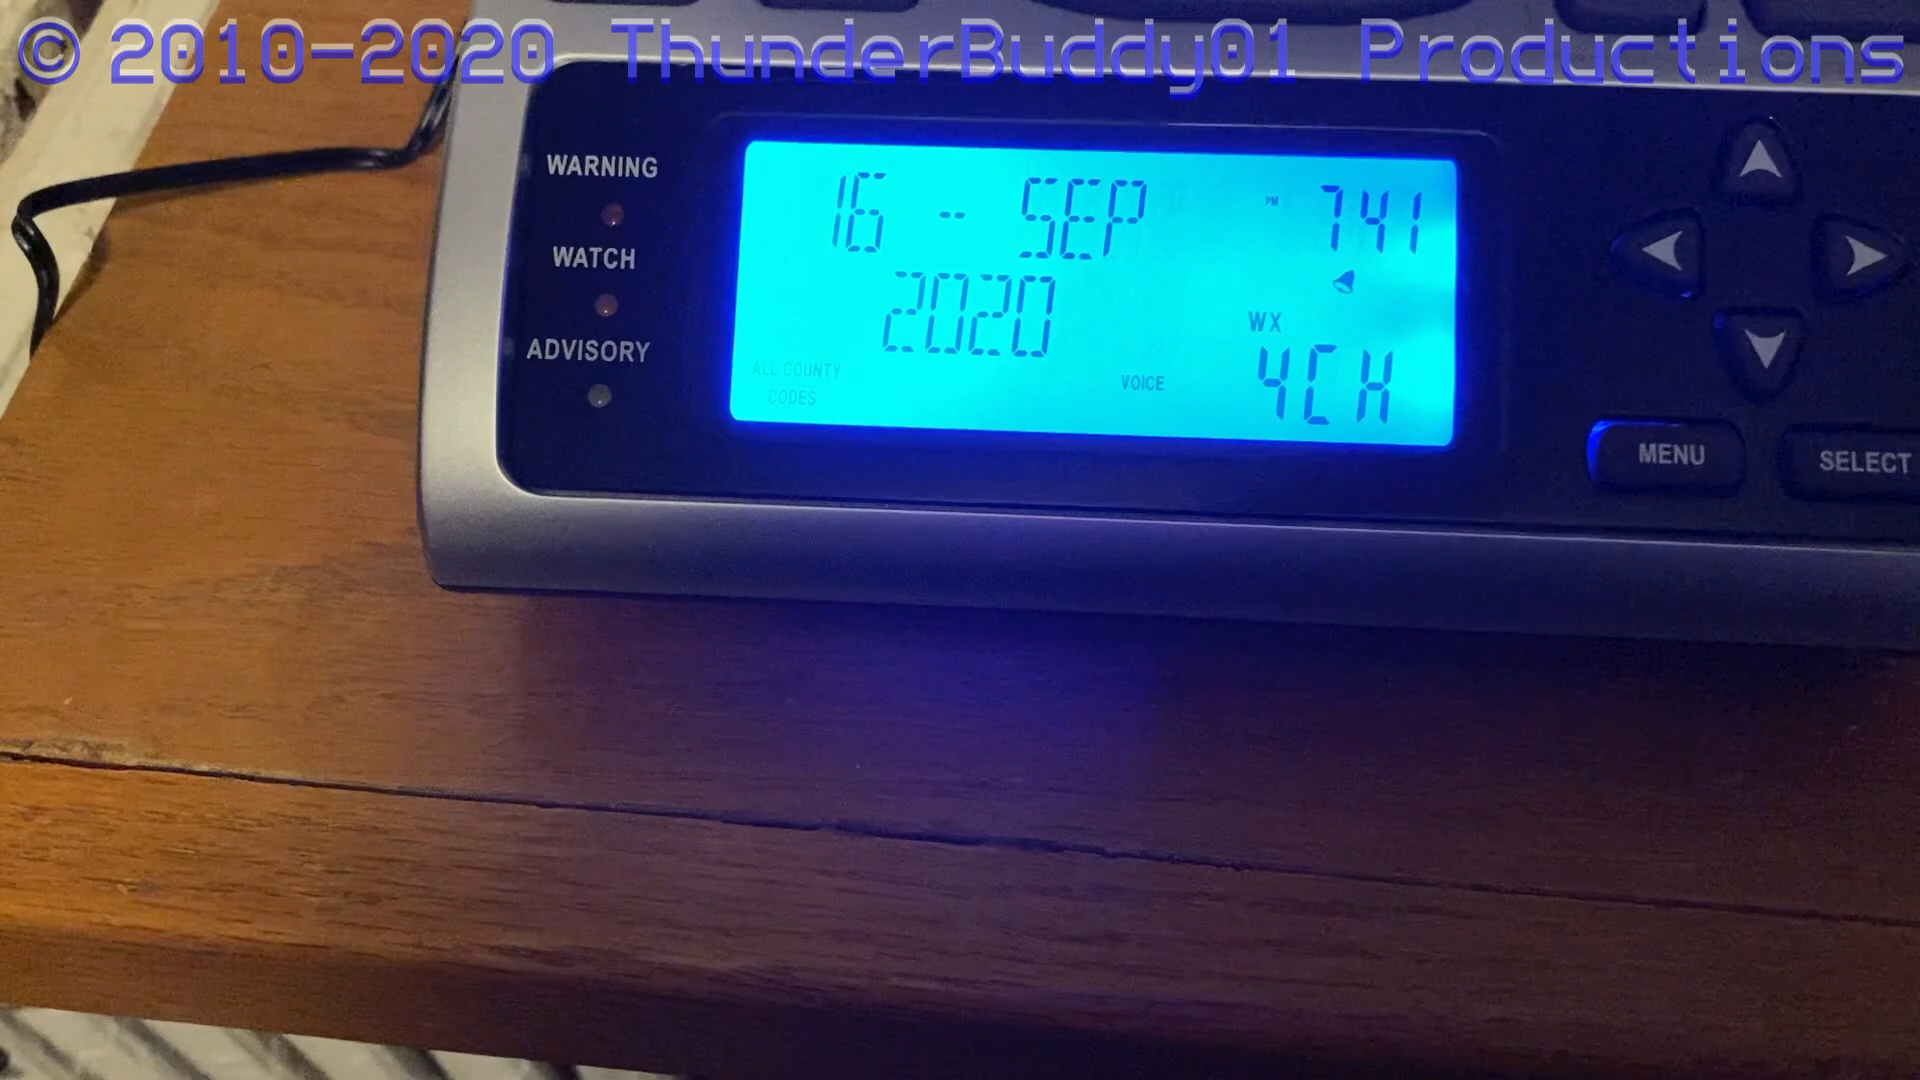 © 2010-2020 ThunderBuddy01 Productions
WARNING
WATCH
ADVISORY
16 - SEP
PM 741
2020
WX
4CH
ALL COUNTY
CODES
VOICE
MENU
SELECT